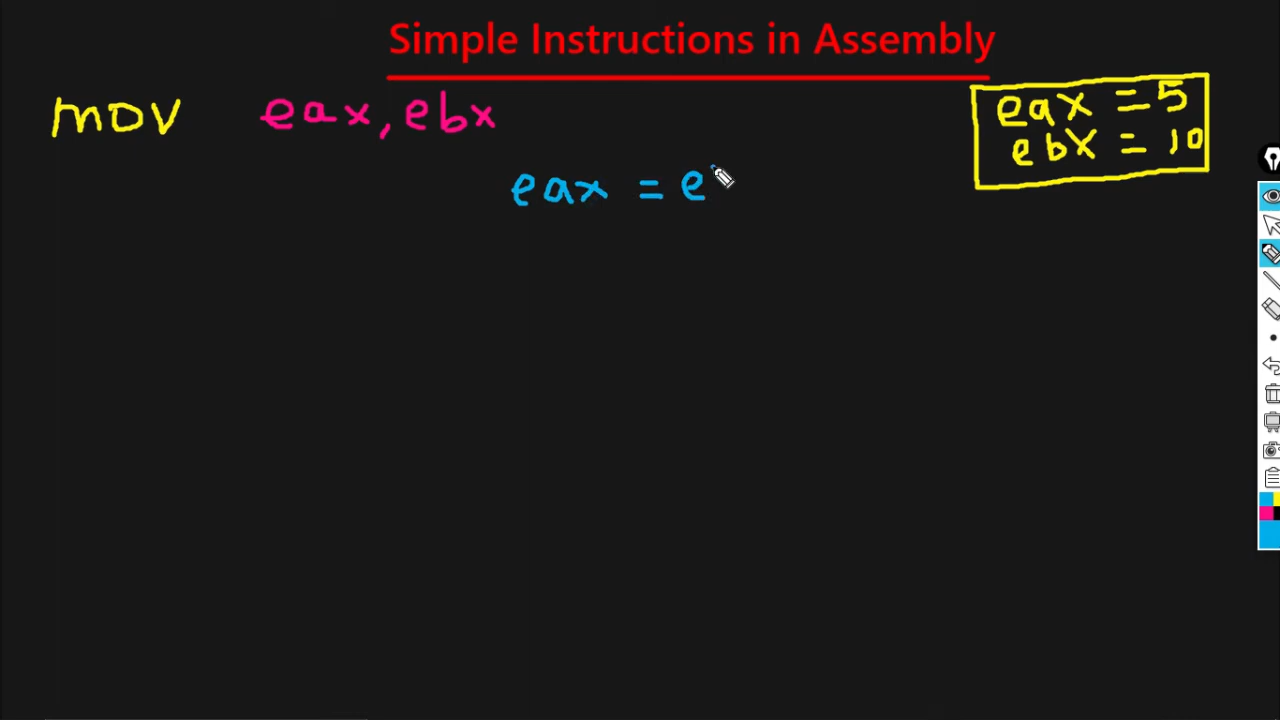 Simple Instructions in Assembly
mov eax, ebx
eax = 5
ebx = 10
eax = e